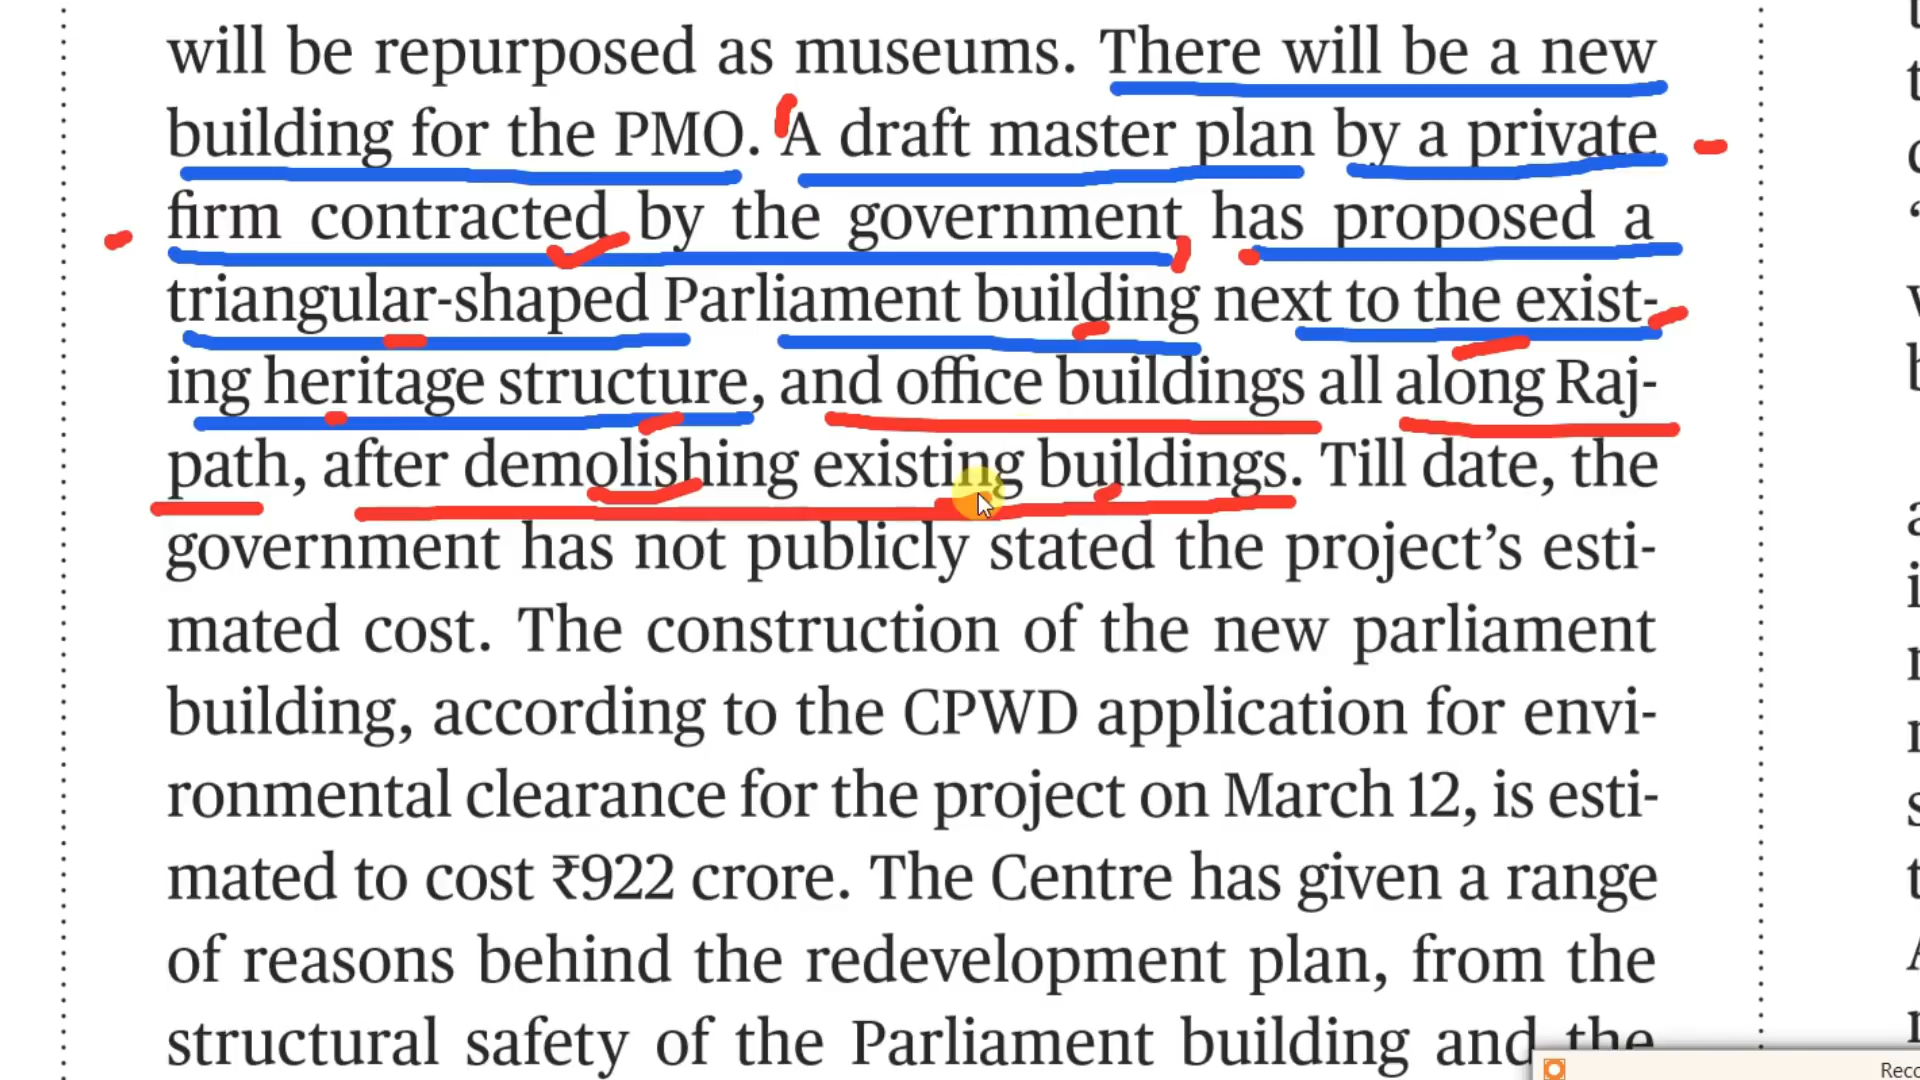 will be repurposed as museums. There will be a new
building for the PMO. A draft master plan by a private
firm contracted by the government, has proposed a
triangular-shaped Parliament building next to the exist-
ing heritage structure, and office buildings all along Raj-
path, after demolishing existing buildings. Till date, the
government has not publicly stated the project’s esti-
mated cost. The construction of the new parliament
building, according to the CPWD application for envi-
ronmental clearance for the project on March 12, is esti-
mated to cost ₹922 crore. The Centre has given a range
of reasons behind the redevelopment plan, from the
structural safety of the Parliament building and the